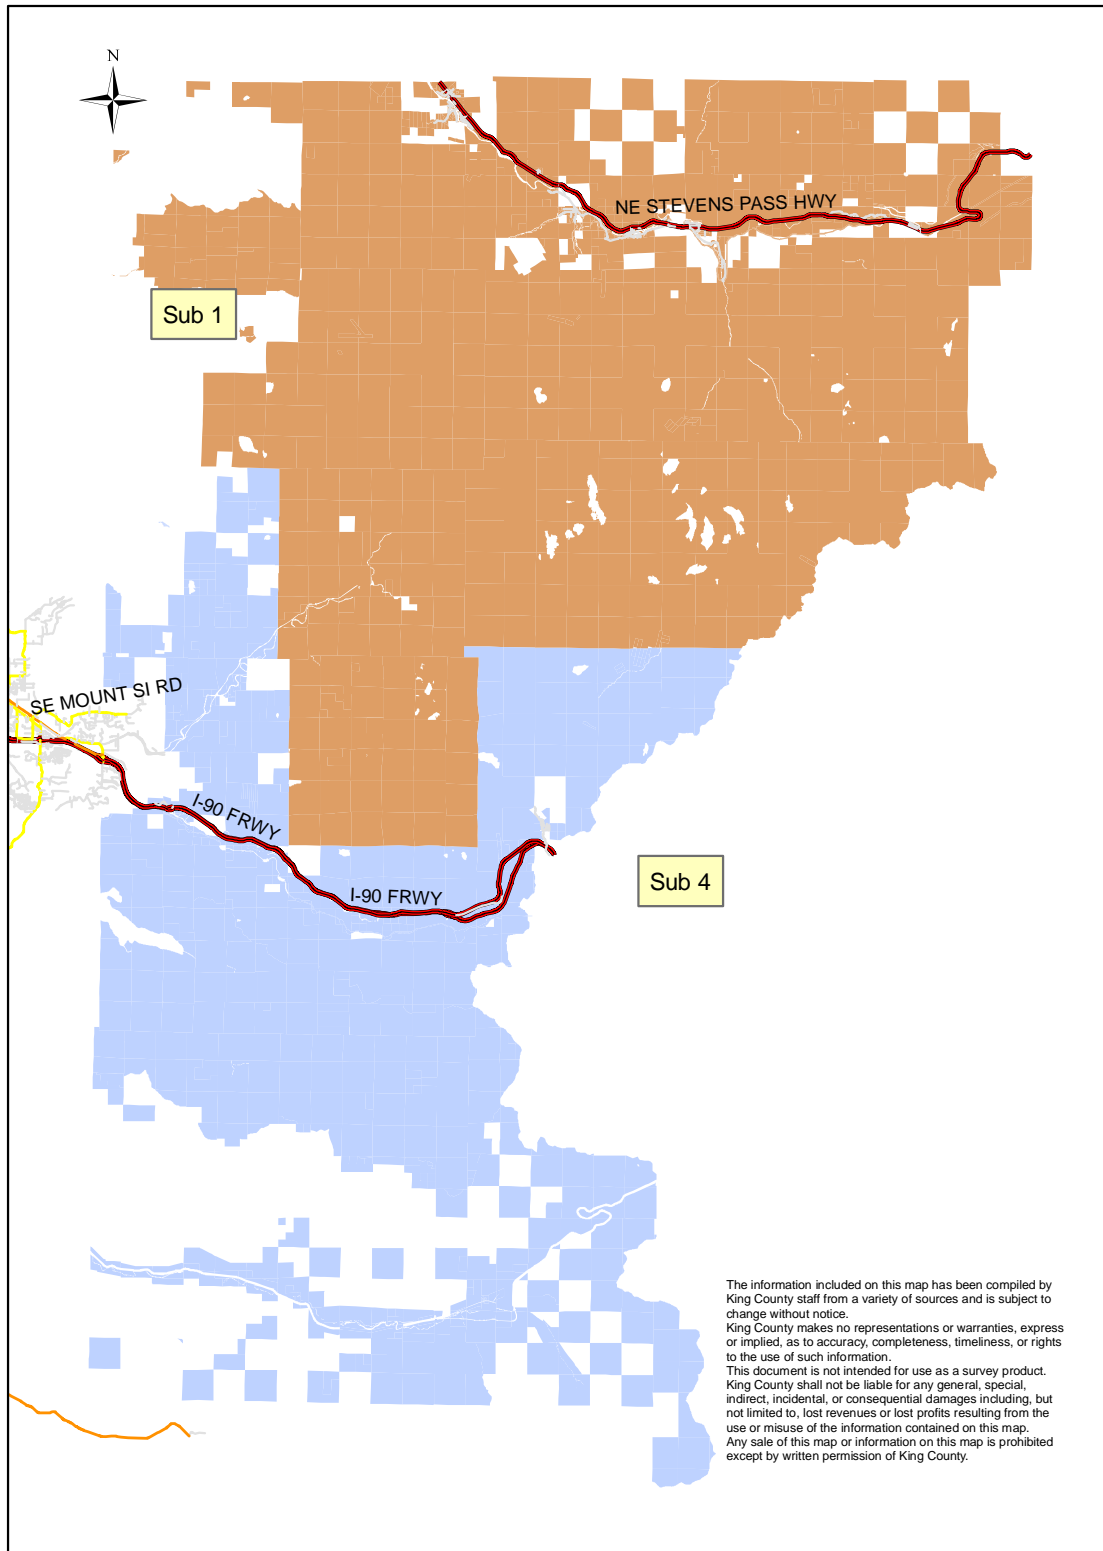 N
NE STEVENS PASS HWY
Sub 1
SE MOUNT SI RD
I-90 FRWY
I-90 FRWY
Sub 4
The information included on this map has been compiled by
King County staff from a variety of sources and is subject to
change without notice.
King County makes no representations or warranties, express
or implied, as to accuracy, completeness, timeliness, or rights
to the use of such information.
This document is not intended for use as a survey product.
King County shall not be liable for any general, special,
indirect, incidental, or consequential damages including, but
not limited to, lost revenues or lost profits resulting from the
use or misuse of the information contained on this map.
Any sale of this map or information on this map is prohibited
except by written permission of King County.